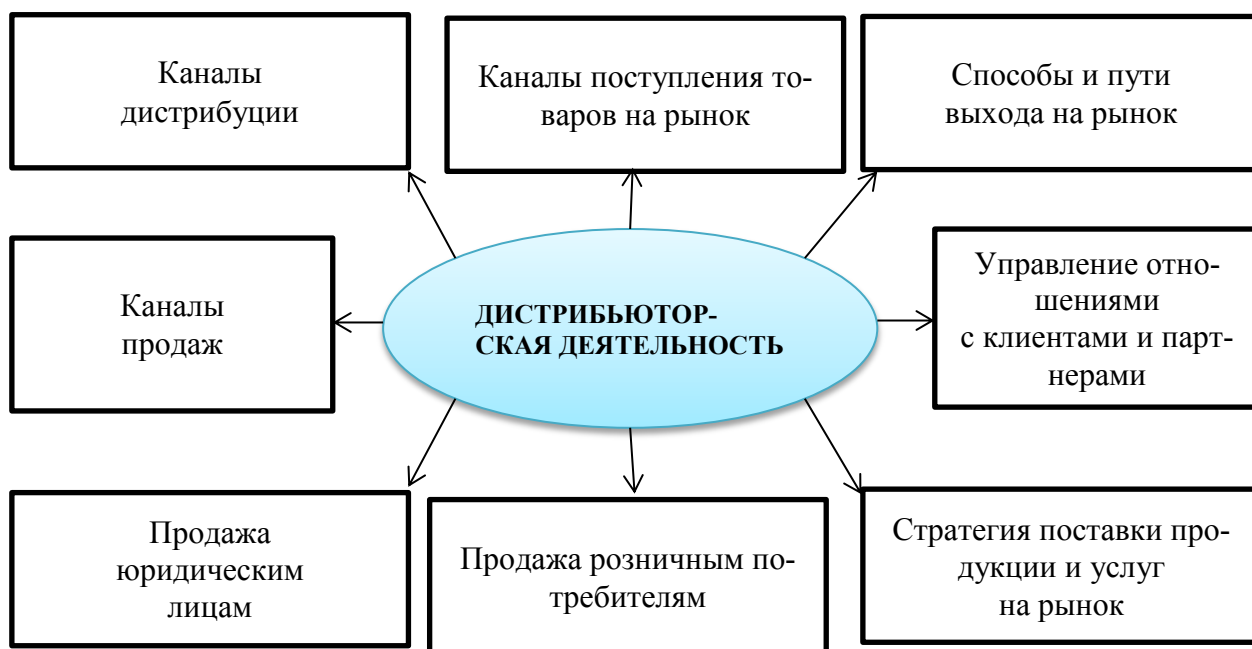 Каналы
дистрибуции
Каналы поступления то-
варов на рынок
Способы и пути
выхода на рынок
Каналы
продаж
ДИСТРИБЬЮТОР-
СКАЯ ДЕЯТЕЛЬНОСТЬ
Управление отно-
шениями
с клиентами и парт-
нерами
Продажа
юридическим
лицам
Продажа розничным по-
требителям
Стратегия поставки про-
дукции и услуг
на рынок